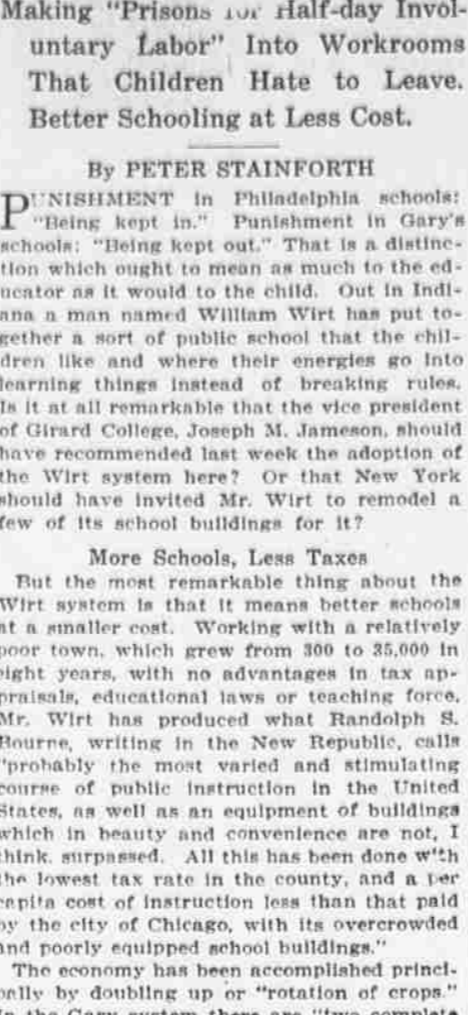 Making "Prisons for Half-day Invol-
untary Labor" Into Workrooms
That Children Hate to Leave.
Better Schooling at Less Cost.
By PETER STAINFORTH
PUNISHMENT in Philadelphia schools:
"Being kept in." Punishment in Gary's
schools: "Being kept out." That is a distinc-
tion which ought to mean as much to the ed-
ucator as it would to the child. Out in Indi-
ana a man named William Wirt has put to-
gether a sort of public school that the chil-
dren like and where their energies go into
learning things instead of breaking rules.
Is it at all remarkable that the vice president
of Girard College, Joseph M. Jameson, should
have recommended last week the adoption of
the Wirt system here? Or that New York
should have invited Mr. Wirt to remodel a
few of its school buildings for it?
More Schools, Less Taxes
But the most remarkable thing about the
Wirt system is that it means better schools
at a smaller cost. Working with a relatively
poor town, which grew from 300 to 35,000 in
eight years, with no advantages in tax ap-
praisals, educational laws or teaching force,
Mr. Wirt has produced what Randolph S.
Bourne, writing in the New Republic, calls
"probably the most varied and stimulating
course of public instruction in the United
States, as well as an equipment of buildings
which in beauty and convenience are not, I
think, surpassed. All this has been done with
the lowest tax rate in the county, and a per
capita cost of instruction less than that paid
by the city of Chicago, with its overcrowded
and poorly equipped school buildings."
The economy has been accomplished princi-
pally by doubling up or "rotation of crops."
In the Gary system there are "two complete